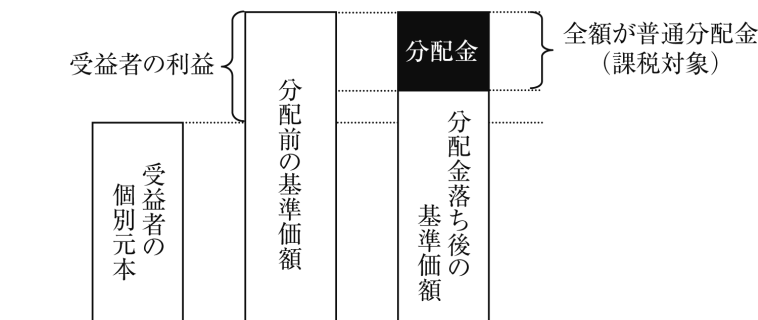 受益者の利益
分配金
全額が普通分配金
（課税対象）
受益者の
個別元本
分配前の基準価額
分配金落ち後の
基準価額